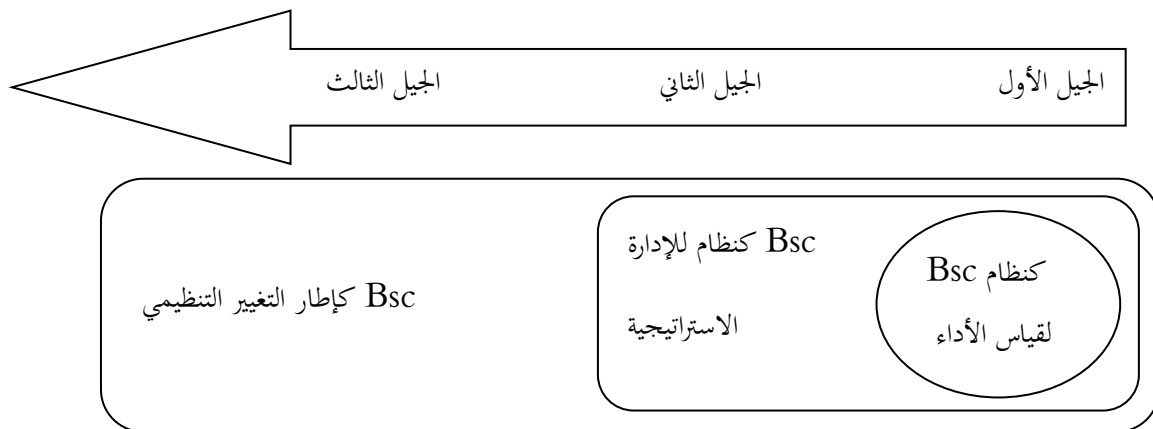 الجيل الأول
الجيل الثاني
الجيل الثالث
كنظام Bsc
لقياس الأداء
Bsc كنظام للإدارة
الاستراتيجية
Bsc كإطار التغيير التنظيمي